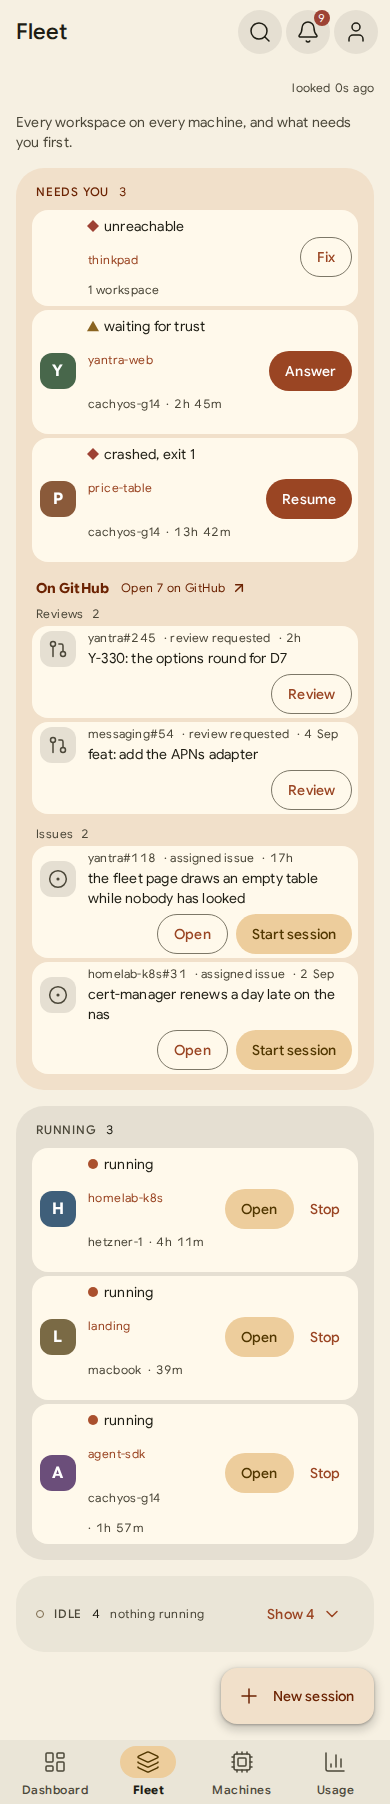 Fleet
9
looked 0s ago
Every workspace on every machine, and what needs
you first.
NEEDS YOU 3
unreachable
thinkpad
1 workspace
Fix
waiting for trust
Y
yantra-web
Answer
cachyos-g14 · 2h 45m
crashed, exit 1
P
price-table
Resume
cachyos-g14 · 13h 42m
On GitHub Open 7 on GitHub
Reviews 2
yantra#245 · review requested · 2h
Y-330: the options round for D7
Review
messaging#54 · review requested · 4 Sep
feat: add the APNs adapter
Review
Issues 2
yantra#118 · assigned issue · 17h
the fleet page draws an empty table
while nobody has looked
Open Start session
homelab-k8s#31 · assigned issue · 2 Sep
cert-manager renews a day late on the
nas
Open Start session
RUNNING 3
running
H
homelab-k8s
Open Stop
hetzner-1 · 4h 11m
running
L
landing
Open Stop
macbook · 39m
running
A
agent-sdk
Open Stop
cachyos-g14
· 1h 57m
IDLE 4 nothing running Show 4
New session
Dashboard Fleet Machines Usage